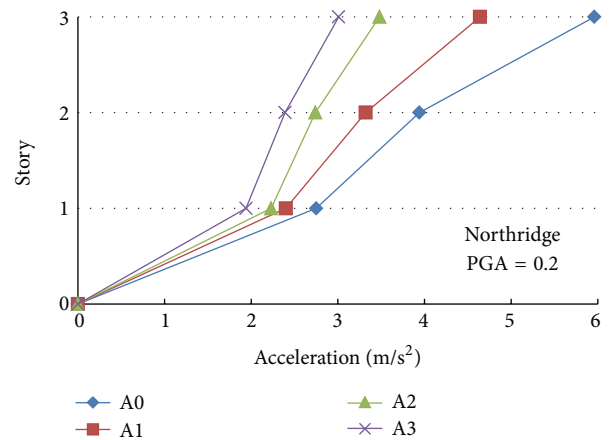 3
2
1
0
Story
Northridge
PGA = 0.2
0 1 2 3 4 5 6
Acceleration (m/s²)
A0 A2
A1 A3